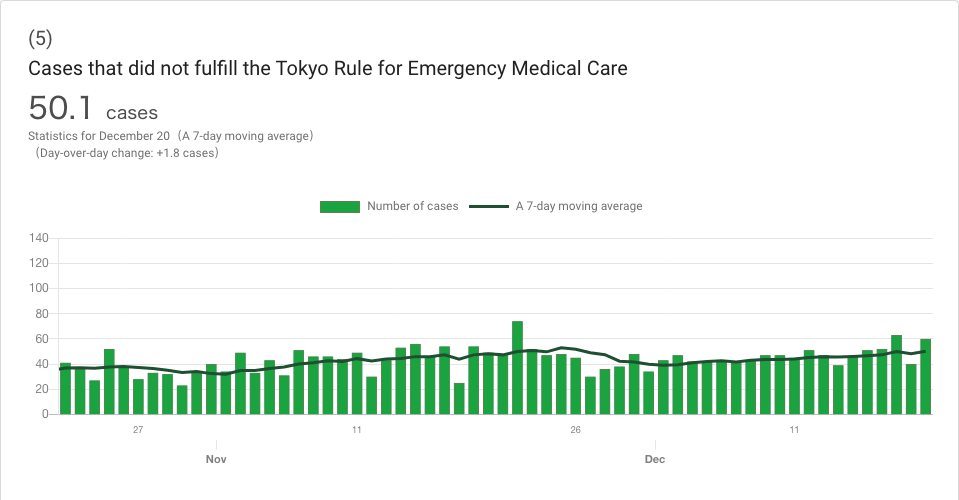 (5)
Cases that did not fulfill the Tokyo Rule for Emergency Medical Care
50.1 cases
Statistics for December 20（A 7-day moving average）
（Day-over-day change: +1.8 cases）
Number of cases A 7-day moving average
140
120
100
80
60
40
20
0
27 11 26 11
Nov Dec